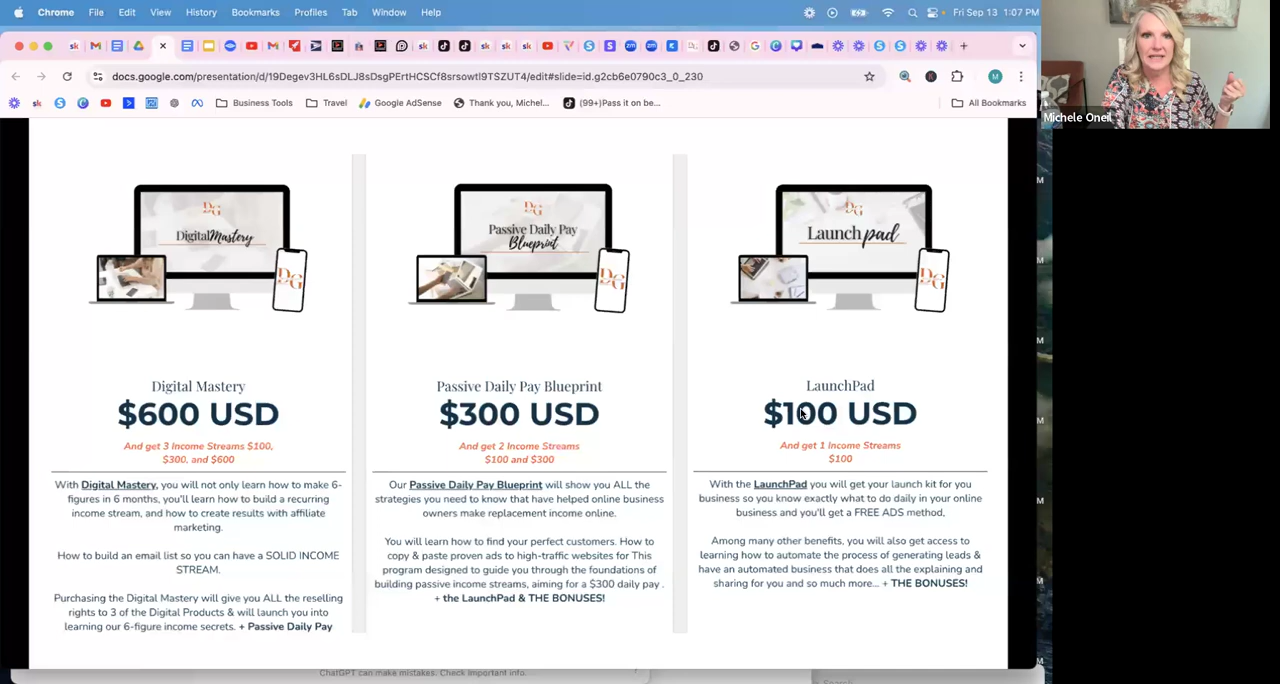 Chrome File Edit View History Bookmarks Profiles Tab Window Help Fri Sep 13 1:07 PM
docs.google.com/presentation/d/19Degev3HL6sDLJ8sDsgPErtHCSCf8srsowtl9TSZUT4/edit#slide=id.g2cb6e0790c3_0_230
M
Business Tools Travel Google AdSense Thank you, Michel... (99+)Pass it on be... All Bookmarks
Michele Oneil
DG
DigitalMastery
DG
DG
Passive Daily Pay
Blueprint
DG
DG
Launch pad
DG
Digital Mastery
$600 USD
And get 3 Income Streams $100,
$300, and $600
With Digital Mastery, you will not only learn how to make 6-
figures in 6 months, you'll learn how to build a recurring
income stream, and how to create results with affiliate
marketing.
How to build an email list so you can have a SOLID INCOME
STREAM.
Purchasing the Digital Mastery will give you ALL the reselling
rights to 3 of the Digital Products & will launch you into
learning our 6-figure income secrets. + Passive Daily Pay
Passive Daily Pay Blueprint
$300 USD
And get 2 Income Streams
$100 and $300
Our Passive Daily Pay Blueprint will show you ALL the
strategies you need to know that have helped online business
owners make replacement income online.
You will learn how to find your perfect customers. How to
copy & paste proven ads to high-traffic websites for This
program designed to guide you through the foundations of
building passive income streams, aiming for a $300 daily pay .
+ the LaunchPad & THE BONUSES!
LaunchPad
$100 USD
And get 1 Income Streams
$100
With the LaunchPad you will get your launch kit for you
business so you know exactly what to do daily in your online
business and you'll get a FREE ADS method,
Among many other benefits, you will also get access to
learning how to automate the process of generating leads &
have an automated business that does all the explaining and
sharing for you and so much more... + THE BONUSES!
ChatGPT can make mistakes. Check important info.
Search
M
M
M
M
M
M
M